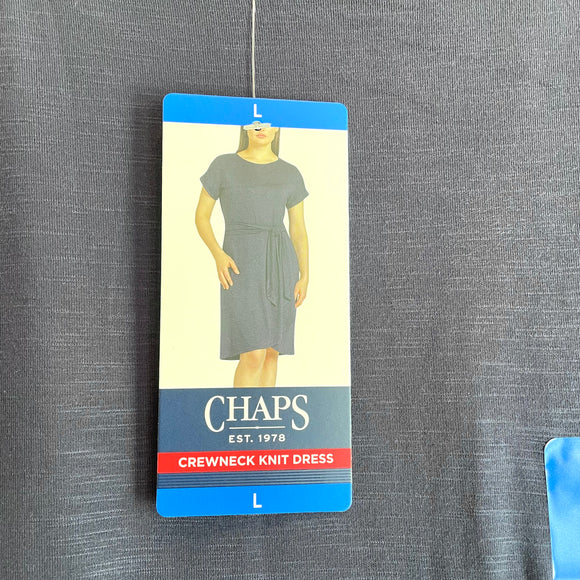 L
CHAPS
EST. 1978
CREWNECK KNIT DRESS
L